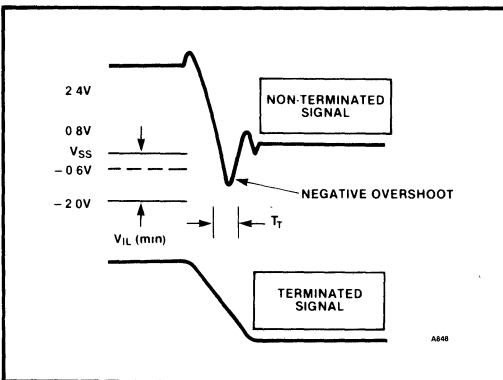 2 4V
NON-TERMINATED
SIGNAL
0 8V
VSS
– 0 6V
– 2 0V
NEGATIVE OVERSHOOT
TT
VIL (min)
TERMINATED
SIGNAL
A848